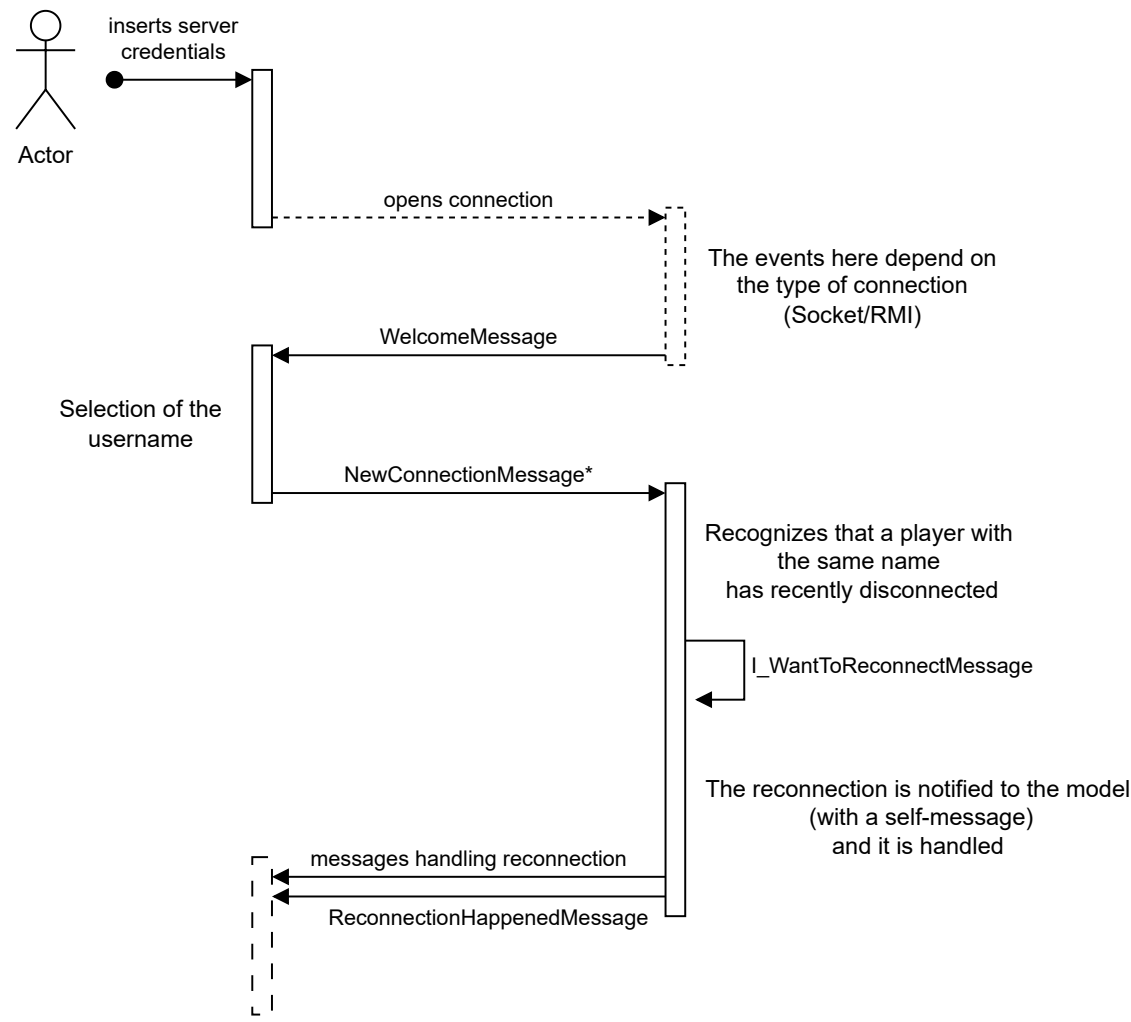 inserts server
credentials
Actor
opens connection
The events here depend on
the type of connection
(Socket/RMI)
WelcomeMessage
Selection of the
username
NewConnectionMessage*
Recognizes that a player with
the same name
has recently disconnected
I_WantToReconnectMessage
The reconnection is notified to the model
(with a self-message)
and it is handled
messages handling reconnection
ReconnectionHappenedMessage